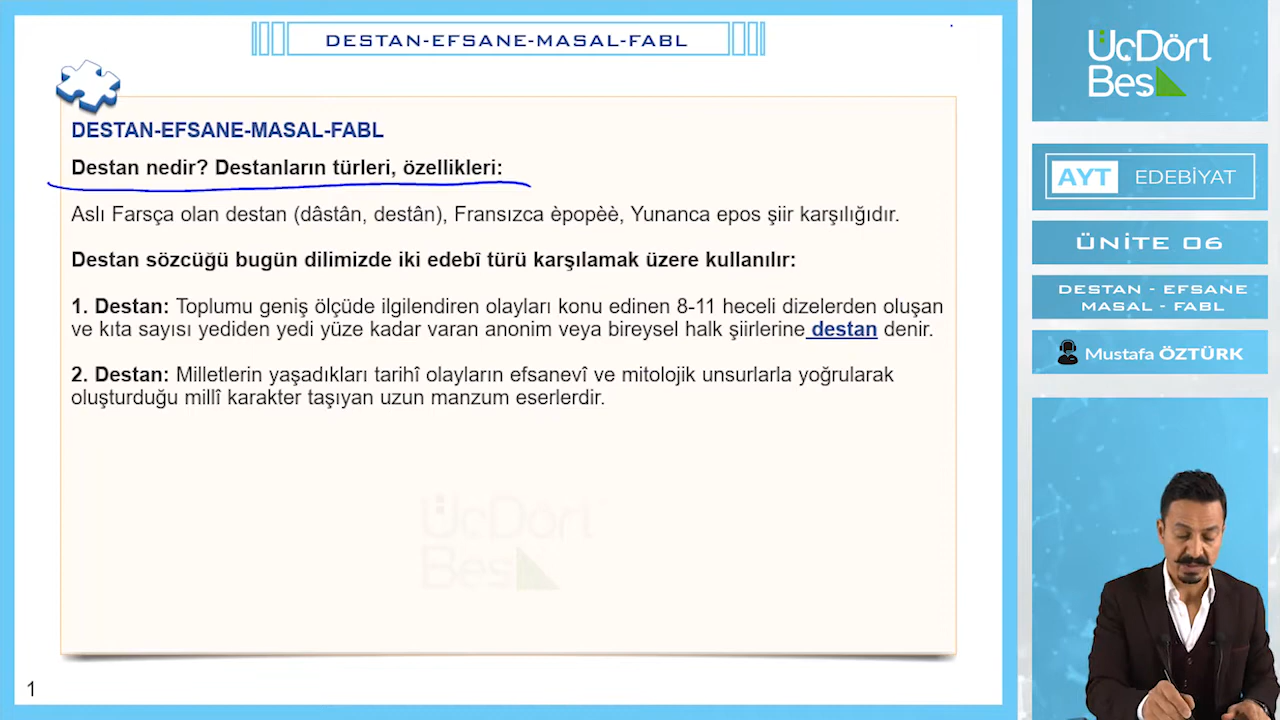 DESTAN-EFSANE-MASAL-FABL
DESTAN-EFSANE-MASAL-FABL
Destan nedir? Destanların türleri, özellikleri:
Aslı Farsça olan destan (dâstân, destân), Fransızca èpopèè, Yunanca epos şiir karşılığıdır.
Destan sözcüğü bugün dilimizde iki edebî türü karşılamak üzere kullanılır:
1. Destan: Toplumu geniş ölçüde ilgilendiren olayları konu edinen 8-11 heceli dizelerden oluşan
ve kıta sayısı yediden yedi yüze kadar varan anonim veya bireysel halk şiirlerine destan denir.
2. Destan: Milletlerin yaşadıkları tarihî olayların efsanevî ve mitolojik unsurlarla yoğrularak
oluşturduğu millî karakter taşıyan uzun manzum eserlerdir.
ÜçDört
Beş
1
ÜçDört
Beş
AYT EDEBİYAT
ÜNİTE 06
DESTAN - EFSANE
MASAL - FABL
Mustafa ÖZTÜRK